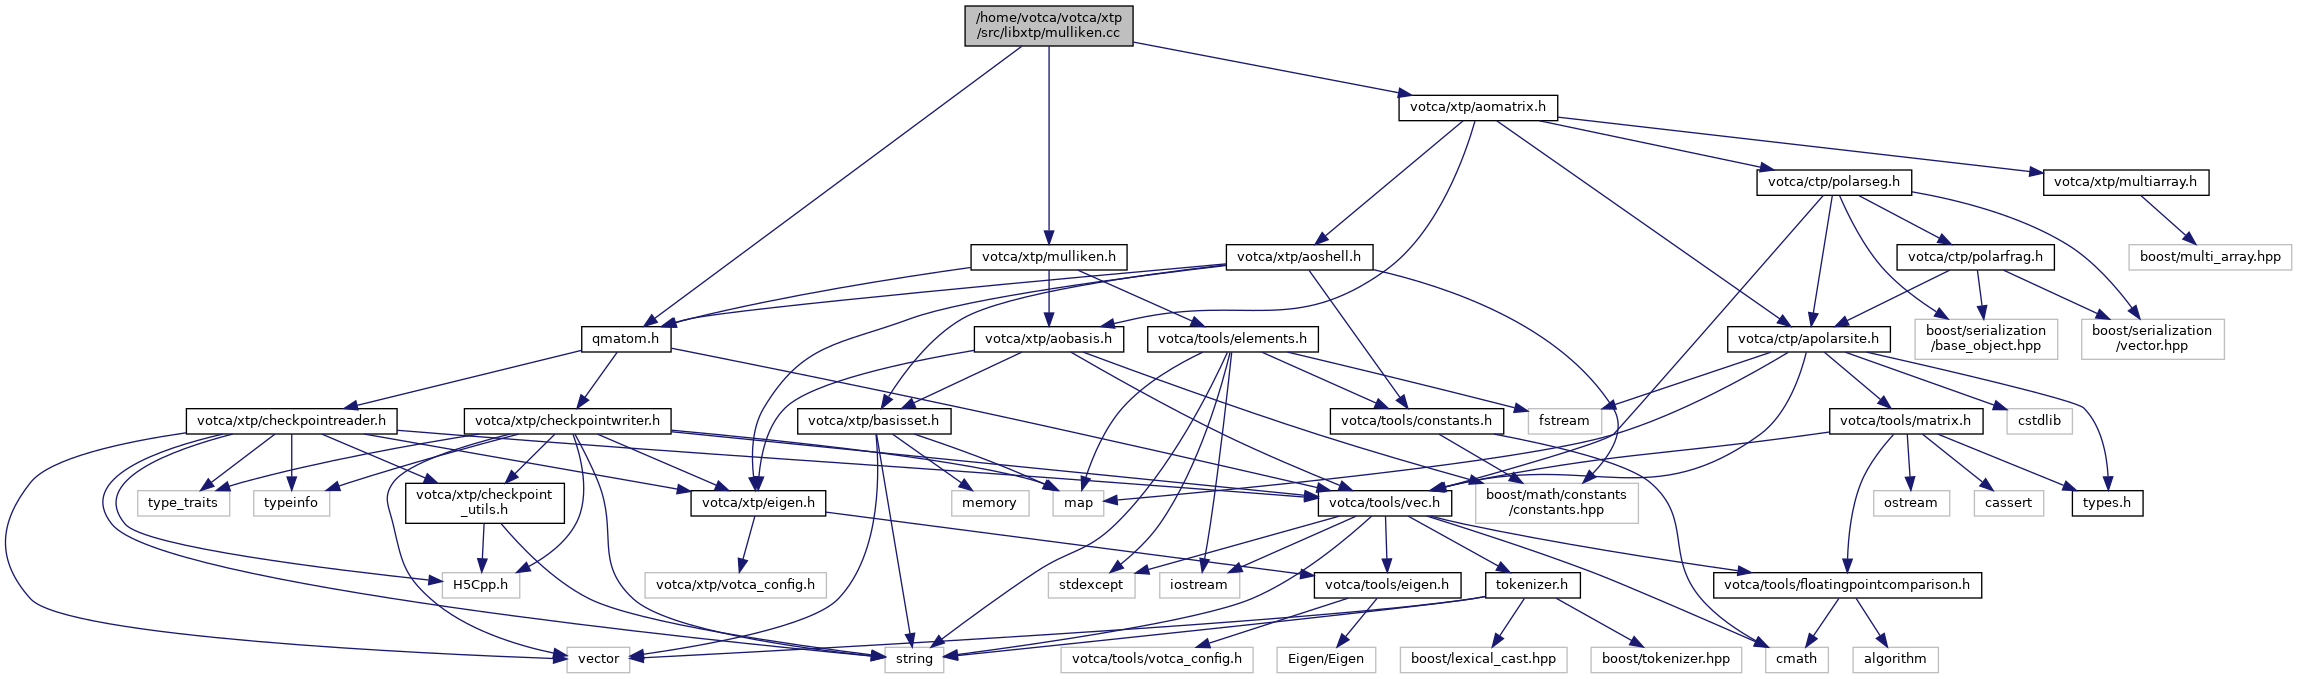 /home/votca/votca/xtp
/src/libxtp/mulliken.cc
votca/xtp/aomatrix.h
votca/ctp/polarseg.h
votca/xtp/multiarray.h
votca/xtp/mulliken.h
votca/xtp/aoshell.h
votca/ctp/polarfrag.h
boost/multi_array.hpp
qmatom.h
votca/xtp/aobasis.h
votca/tools/elements.h
votca/ctp/apolarsite.h
boost/serialization
/base_object.hpp
boost/serialization
/vector.hpp
votca/xtp/checkpointreader.h
votca/xtp/checkpointwriter.h
votca/xtp/basisset.h
votca/tools/constants.h
fstream
votca/tools/matrix.h
cstdlib
type_traits
typeinfo
votca/xtp/checkpoint
_utils.h
votca/xtp/eigen.h
memory
map
votca/tools/vec.h
boost/math/constants
/constants.hpp
ostream
cassert
types.h
H5Cpp.h
votca/xtp/votca_config.h
stdexcept
iostream
votca/tools/eigen.h
tokenizer.h
votca/tools/floatingpointcomparison.h
vector
string
votca/tools/votca_config.h
Eigen/Eigen
boost/lexical_cast.hpp
boost/tokenizer.hpp
cmath
algorithm